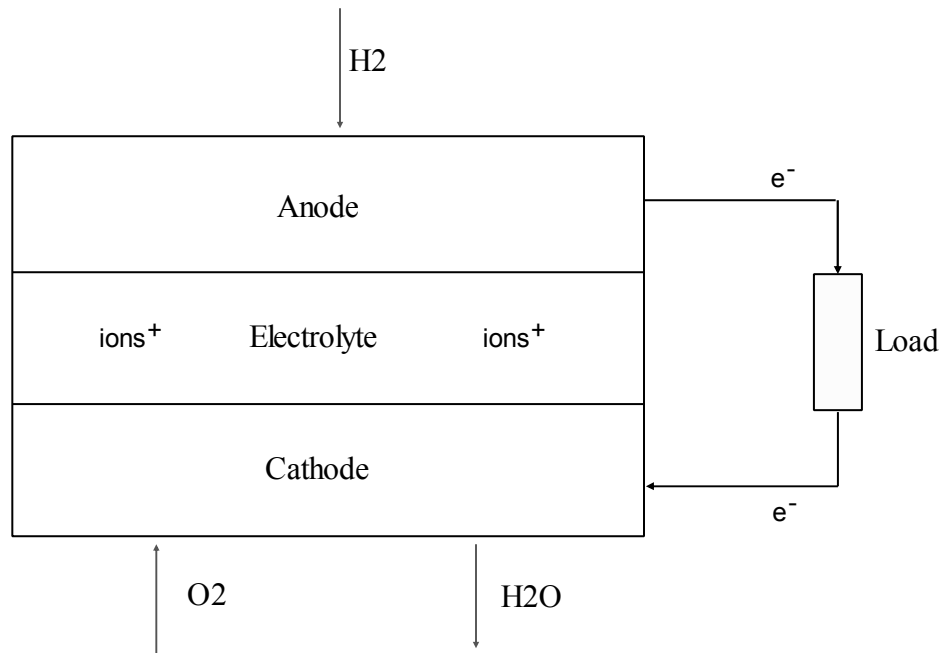 H2
e⁻
Anode
ions⁺ Electrolyte ions⁺
Load
Cathode
e⁻
O2
H2O